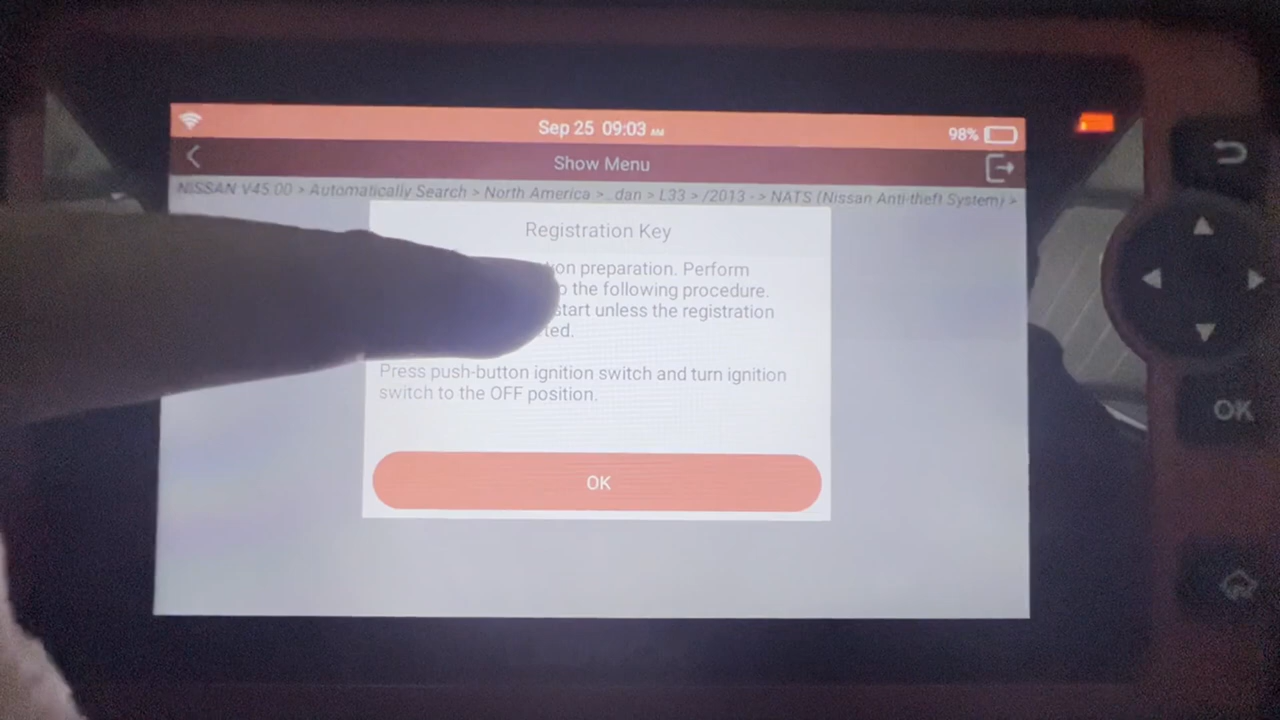 Sep 25 09:03 AM
98%
Show Menu
NISSAN V45.00 > Automatically Search > North America > ..dan > L33 > /2013 - > NATS (Nissan Anti-theft System) >
Registration Key
preparation. Perform
the following procedure.
start unless the registration
Press push-button ignition switch and turn ignition
switch to the OFF position.
OK
OK